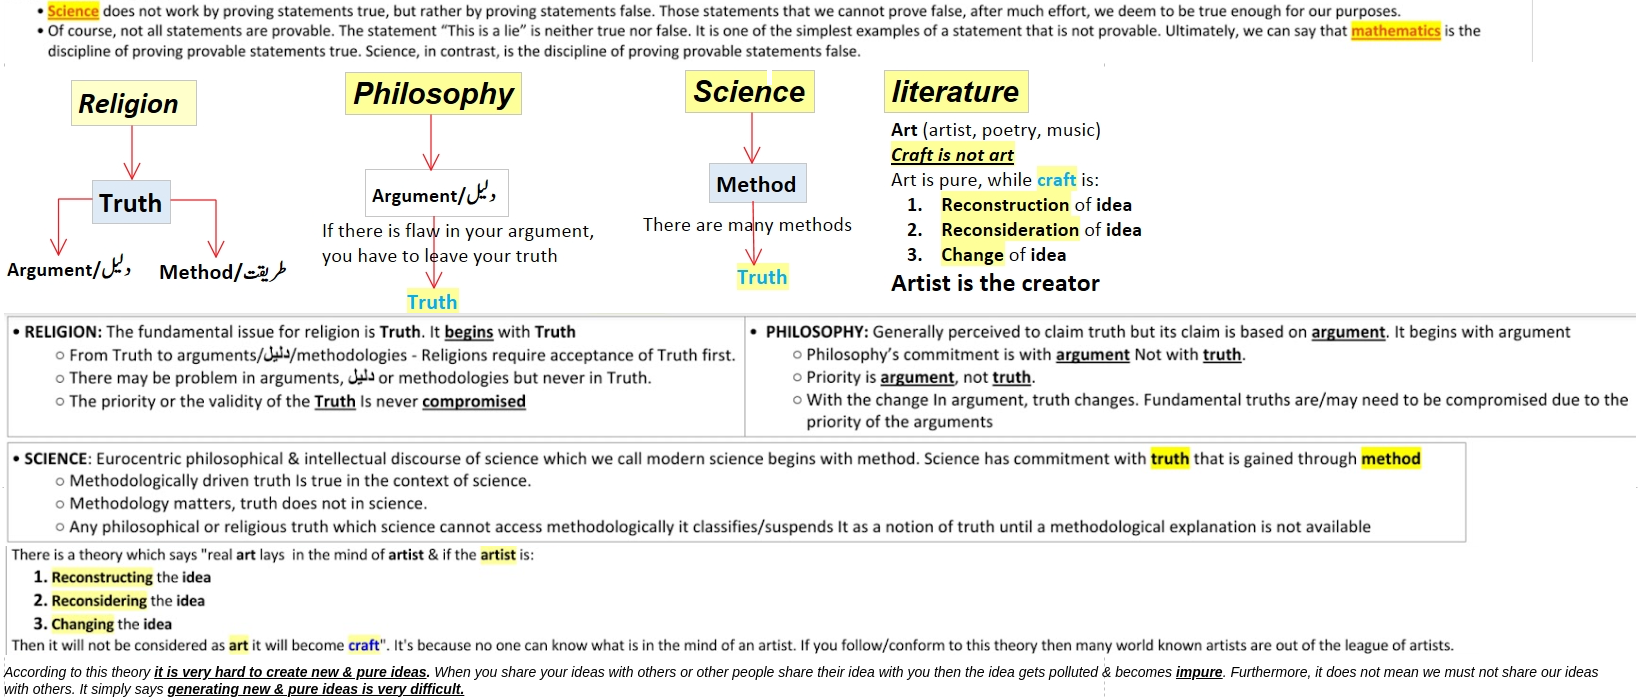 • Science does not work by proving statements true, but rather by proving statements false. Those statements that we cannot prove false, after much effort, we deem to be true enough for our purposes.
• Of course, not all statements are provable. The statement “This is a lie” is neither true nor false. It is one of the simplest examples of a statement that is not provable. Ultimately, we can say that mathematics is the
discipline of proving provable statements true. Science, in contrast, is the discipline of proving provable statements false.
Religion
Truth
Argument/دلیل
Method/طریقت
Philosophy
Argument/دلیل
If there is flaw in your argument,
you have to leave your truth
Truth
Science
Method
There are many methods
Truth
literature
Art (artist, poetry, music)
Craft is not art
Art is pure, while craft is:
1. Reconstruction of idea
2. Reconsideration of idea
3. Change of idea
Artist is the creator
• RELIGION: The fundamental issue for religion is Truth. It begins with Truth
○ From Truth to arguments/دلیل/methodologies - Religions require acceptance of Truth first.
○ There may be problem in arguments, دلیل or methodologies but never in Truth.
○ The priority or the validity of the Truth Is never compromised
• PHILOSOPHY: Generally perceived to claim truth but its claim is based on argument. It begins with argument
○ Philosophy’s commitment is with argument Not with truth.
○ Priority is argument, not truth.
○ With the change In argument, truth changes. Fundamental truths are/may need to be compromised due to the
priority of the arguments
• SCIENCE: Eurocentric philosophical & intellectual discourse of science which we call modern science begins with method. Science has commitment with truth that is gained through method
○ Methodologically driven truth Is true in the context of science.
○ Methodology matters, truth does not in science.
○ Any philosophical or religious truth which science cannot access methodologically it classifies/suspends It as a notion of truth until a methodological explanation is not available
There is a theory which says "real art lays in the mind of artist & if the artist is:
1. Reconstructing the idea
2. Reconsidering the idea
3. Changing the idea
Then it will not be considered as art it will become craft". It's because no one can know what is in the mind of an artist. If you follow/conform to this theory then many world known artists are out of the league of artists.
According to this theory it is very hard to create new & pure ideas. When you share your ideas with others or other people share their idea with you then the idea gets polluted & becomes impure. Furthermore, it does not mean we must not share our ideas
with others. It simply says generating new & pure ideas is very difficult.